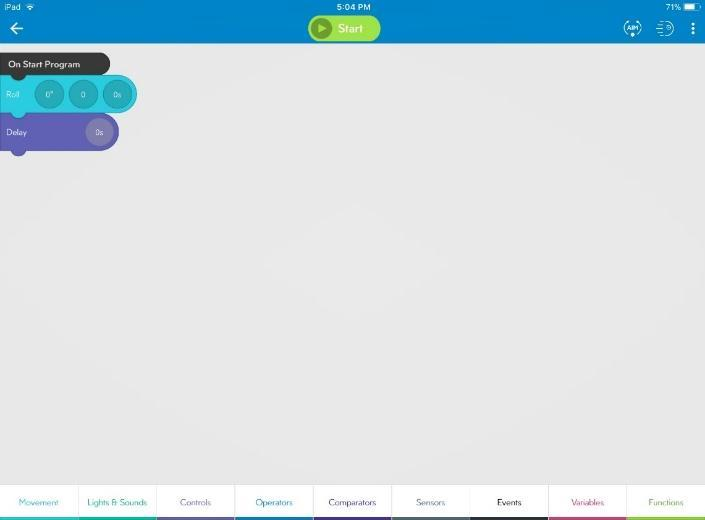 iPad 5:04 PM 71%
Start AIM
On Start Program
Roll 0° 0 0s
Delay 0s
Movement Lights & Sounds Controls Operators Comparators Sensors Events Variables Functions